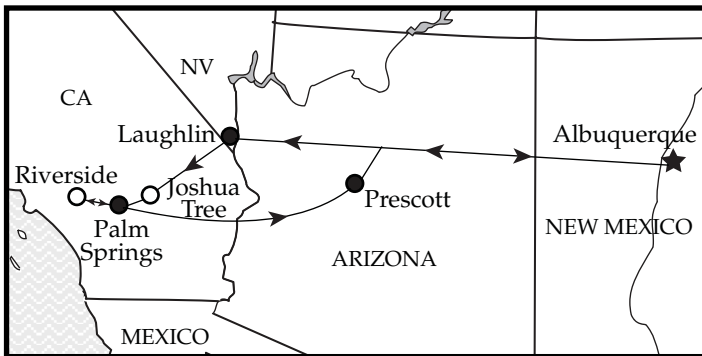 NV
CA
Laughlin
Albuquerque
Riverside
Joshua
Tree
Prescott
Palm
Springs
NEW MEXICO
ARIZONA
MEXICO